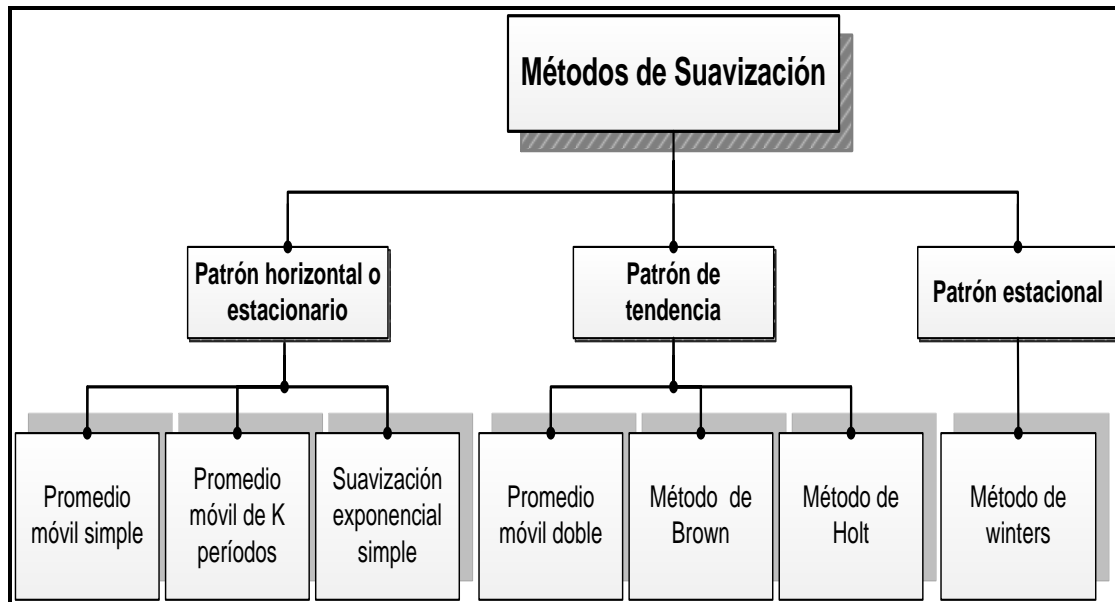 Métodos de Suavización
Patrón horizontal o
estacionario
Patrón de
tendencia
Patrón estacional
Promedio
móvil simple
Promedio
móvil de K
períodos
Suavización
exponencial
simple
Promedio
móvil doble
Método de
Brown
Método de
Holt
Método de
winters